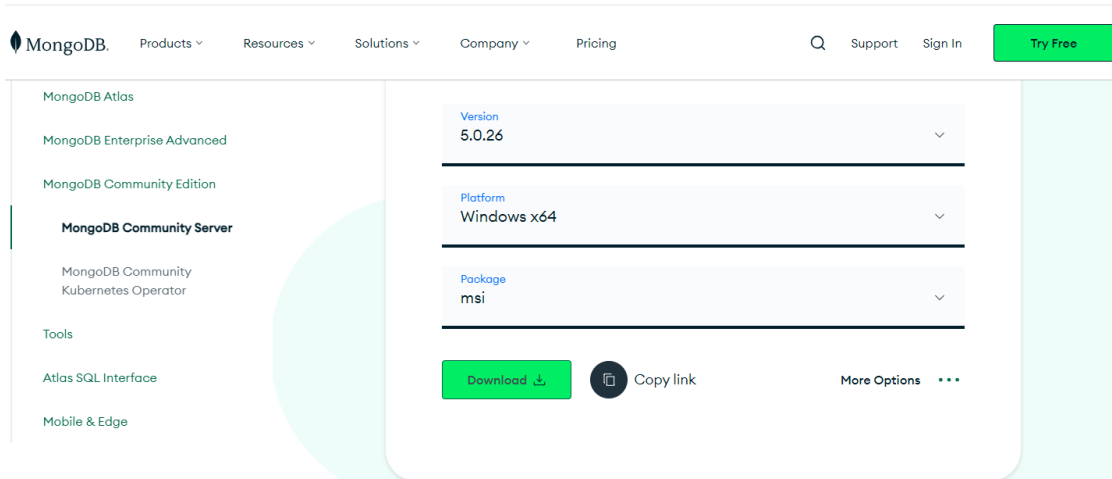 MongoDB.
Products
Resources
Solutions
Company
Pricing
Support
Sign In
Try Free
MongoDB Atlas
MongoDB Enterprise Advanced
MongoDB Community Edition
MongoDB Community Server
MongoDB Community
Kubernetes Operator
Tools
Atlas SQL Interface
Mobile & Edge
Version
5.0.26
Platform
Windows x64
Package
msi
Download
Copy link
More Options